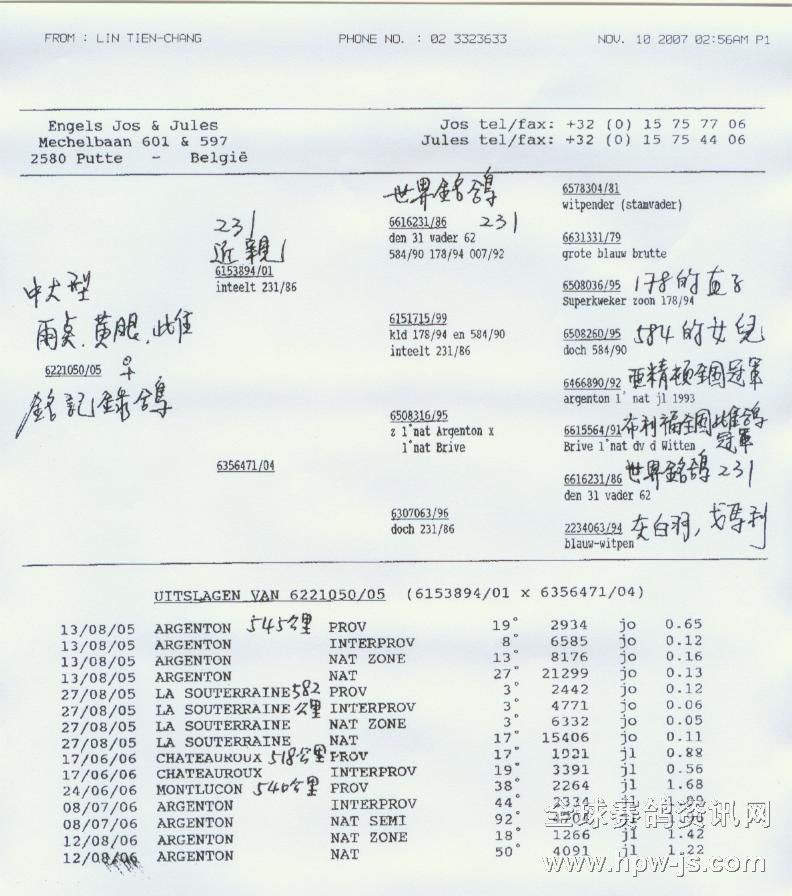 FROM : LIN TIEN-CHANG PHONE NO. : 02 3323633 NOV. 10 2007 02:56AM P1
Engels Jos & Jules
Mechelbaan 601 & 597
2580 Putte - België
Jos tel/fax: +32 (0) 15 75 77 06
Jules tel/fax: +32 (0) 15 75 44 06
中大型
雨点、黄眼、雌
6221050/05 ♀
銘記錄鴿
231
近親
6153894/01
inteelt 231/86
6356471/04
世界銘鴿
6616231/86 231
den 31 vader 62
584/90 178/94 007/92
6151715/99
kld 178/94 en 584/90
inteelt 231/86
6508316/95
z 1°nat Argenton x
1°nat Brive
6307063/96
doch 231/86
6578304/81
witpender (stamvader)
6631331/79
grote blauw brutte
6508036/95 178的直子
Superkweker zoon 178/94
6508260/95 584的女兒
doch 584/90
6466890/92 亜精頓全國冠軍
argenton 1° nat jl 1993
6615564/91 布利福全國雌鴿
Brive 1°nat dv d Witten 冠軍
6616231/86 世界銘鴿 231
den 31 vader 62
2234063/94 灰白羽,
blauw-witpen
UITSLAGEN VAN 6221050/05 (6153894/01 x 6356471/04)
13/08/05 ARGENTON 545公里 PROV 19° 2934 jo 0.65
13/08/05 ARGENTON INTERPROV 8° 6585 jo 0.12
13/08/05 ARGENTON NAT ZONE 13° 8176 jo 0.16
13/08/05 ARGENTON NAT 27° 21299 jo 0.13
27/08/05 LA SOUTERRAINE 582 PROV 3° 2442 jo 0.12
27/08/05 LA SOUTERRAINE 公里 INTERPROV 3° 4771 jo 0.06
27/08/05 LA SOUTERRAINE NAT ZONE 3° 6332 jo 0.05
27/08/05 LA SOUTERRAINE NAT 17° 15406 jo 0.11
17/06/06 CHATEAUROUX 518公里 PROV 17° 1921 jl 0.88
17/06/06 CHATEAUROUX INTERPROV 19° 3391 jl 0.56
24/06/06 MONTLUCON 540公里 PROV 38° 2264 jl 1.68
08/07/06 ARGENTON INTERPROV 44° 2334 jl
08/07/06 ARGENTON NAT SEMI 92° jl
12/08/06 ARGENTON NAT ZONE 18° 1266 jl 1.42
12/08/06 ARGENTON NAT 50° 4091 jl 1.22
全球赛鸽资讯网
www.npw-js.com